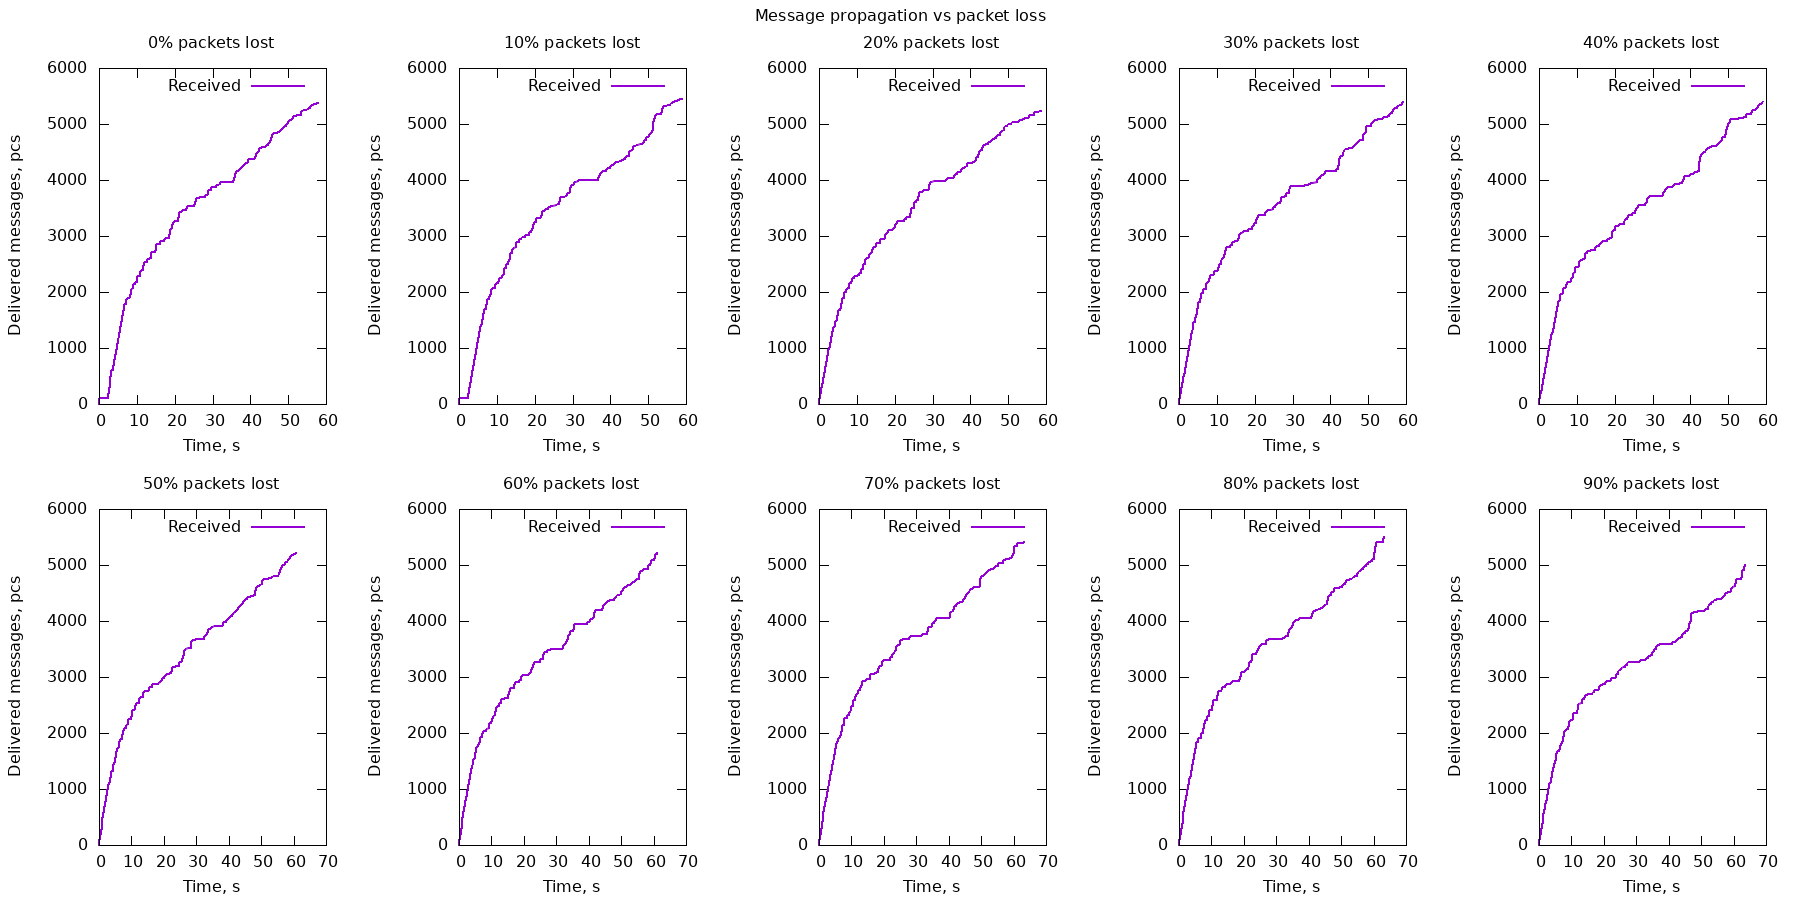 Message propagation vs packet loss
0% packets lost
Delivered messages, pcs
6000
5000
4000
3000
2000
1000
0
Received
0 10 20 30 40 50 60
Time, s
10% packets lost
Delivered messages, pcs
6000
5000
4000
3000
2000
1000
0
Received
0 10 20 30 40 50 60
Time, s
20% packets lost
Delivered messages, pcs
6000
5000
4000
3000
2000
1000
0
Received
0 10 20 30 40 50 60
Time, s
30% packets lost
Delivered messages, pcs
6000
5000
4000
3000
2000
1000
0
Received
0 10 20 30 40 50 60
Time, s
40% packets lost
Delivered messages, pcs
6000
5000
4000
3000
2000
1000
0
Received
0 10 20 30 40 50 60
Time, s
50% packets lost
Delivered messages, pcs
6000
5000
4000
3000
2000
1000
0
Received
0 10 20 30 40 50 60 70
Time, s
60% packets lost
Delivered messages, pcs
6000
5000
4000
3000
2000
1000
0
Received
0 10 20 30 40 50 60 70
Time, s
70% packets lost
Delivered messages, pcs
6000
5000
4000
3000
2000
1000
0
Received
0 10 20 30 40 50 60 70
Time, s
80% packets lost
Delivered messages, pcs
6000
5000
4000
3000
2000
1000
0
Received
0 10 20 30 40 50 60 70
Time, s
90% packets lost
Delivered messages, pcs
6000
5000
4000
3000
2000
1000
0
Received
0 10 20 30 40 50 60 70
Time, s